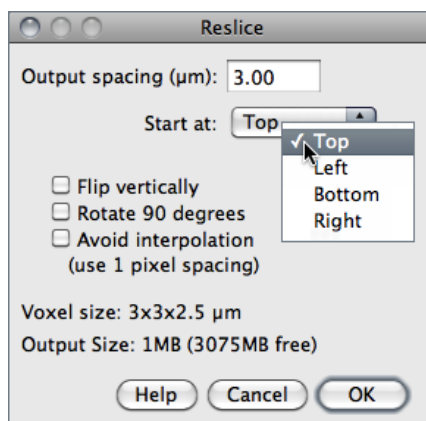 Reslice
Output spacing (µm): 3.00
Start at: Top
✓ Top
Left
Bottom
Right
Flip vertically
Rotate 90 degrees
Avoid interpolation
(use 1 pixel spacing)
Voxel size: 3x3x2.5 µm
Output Size: 1MB (3075MB free)
Help Cancel OK